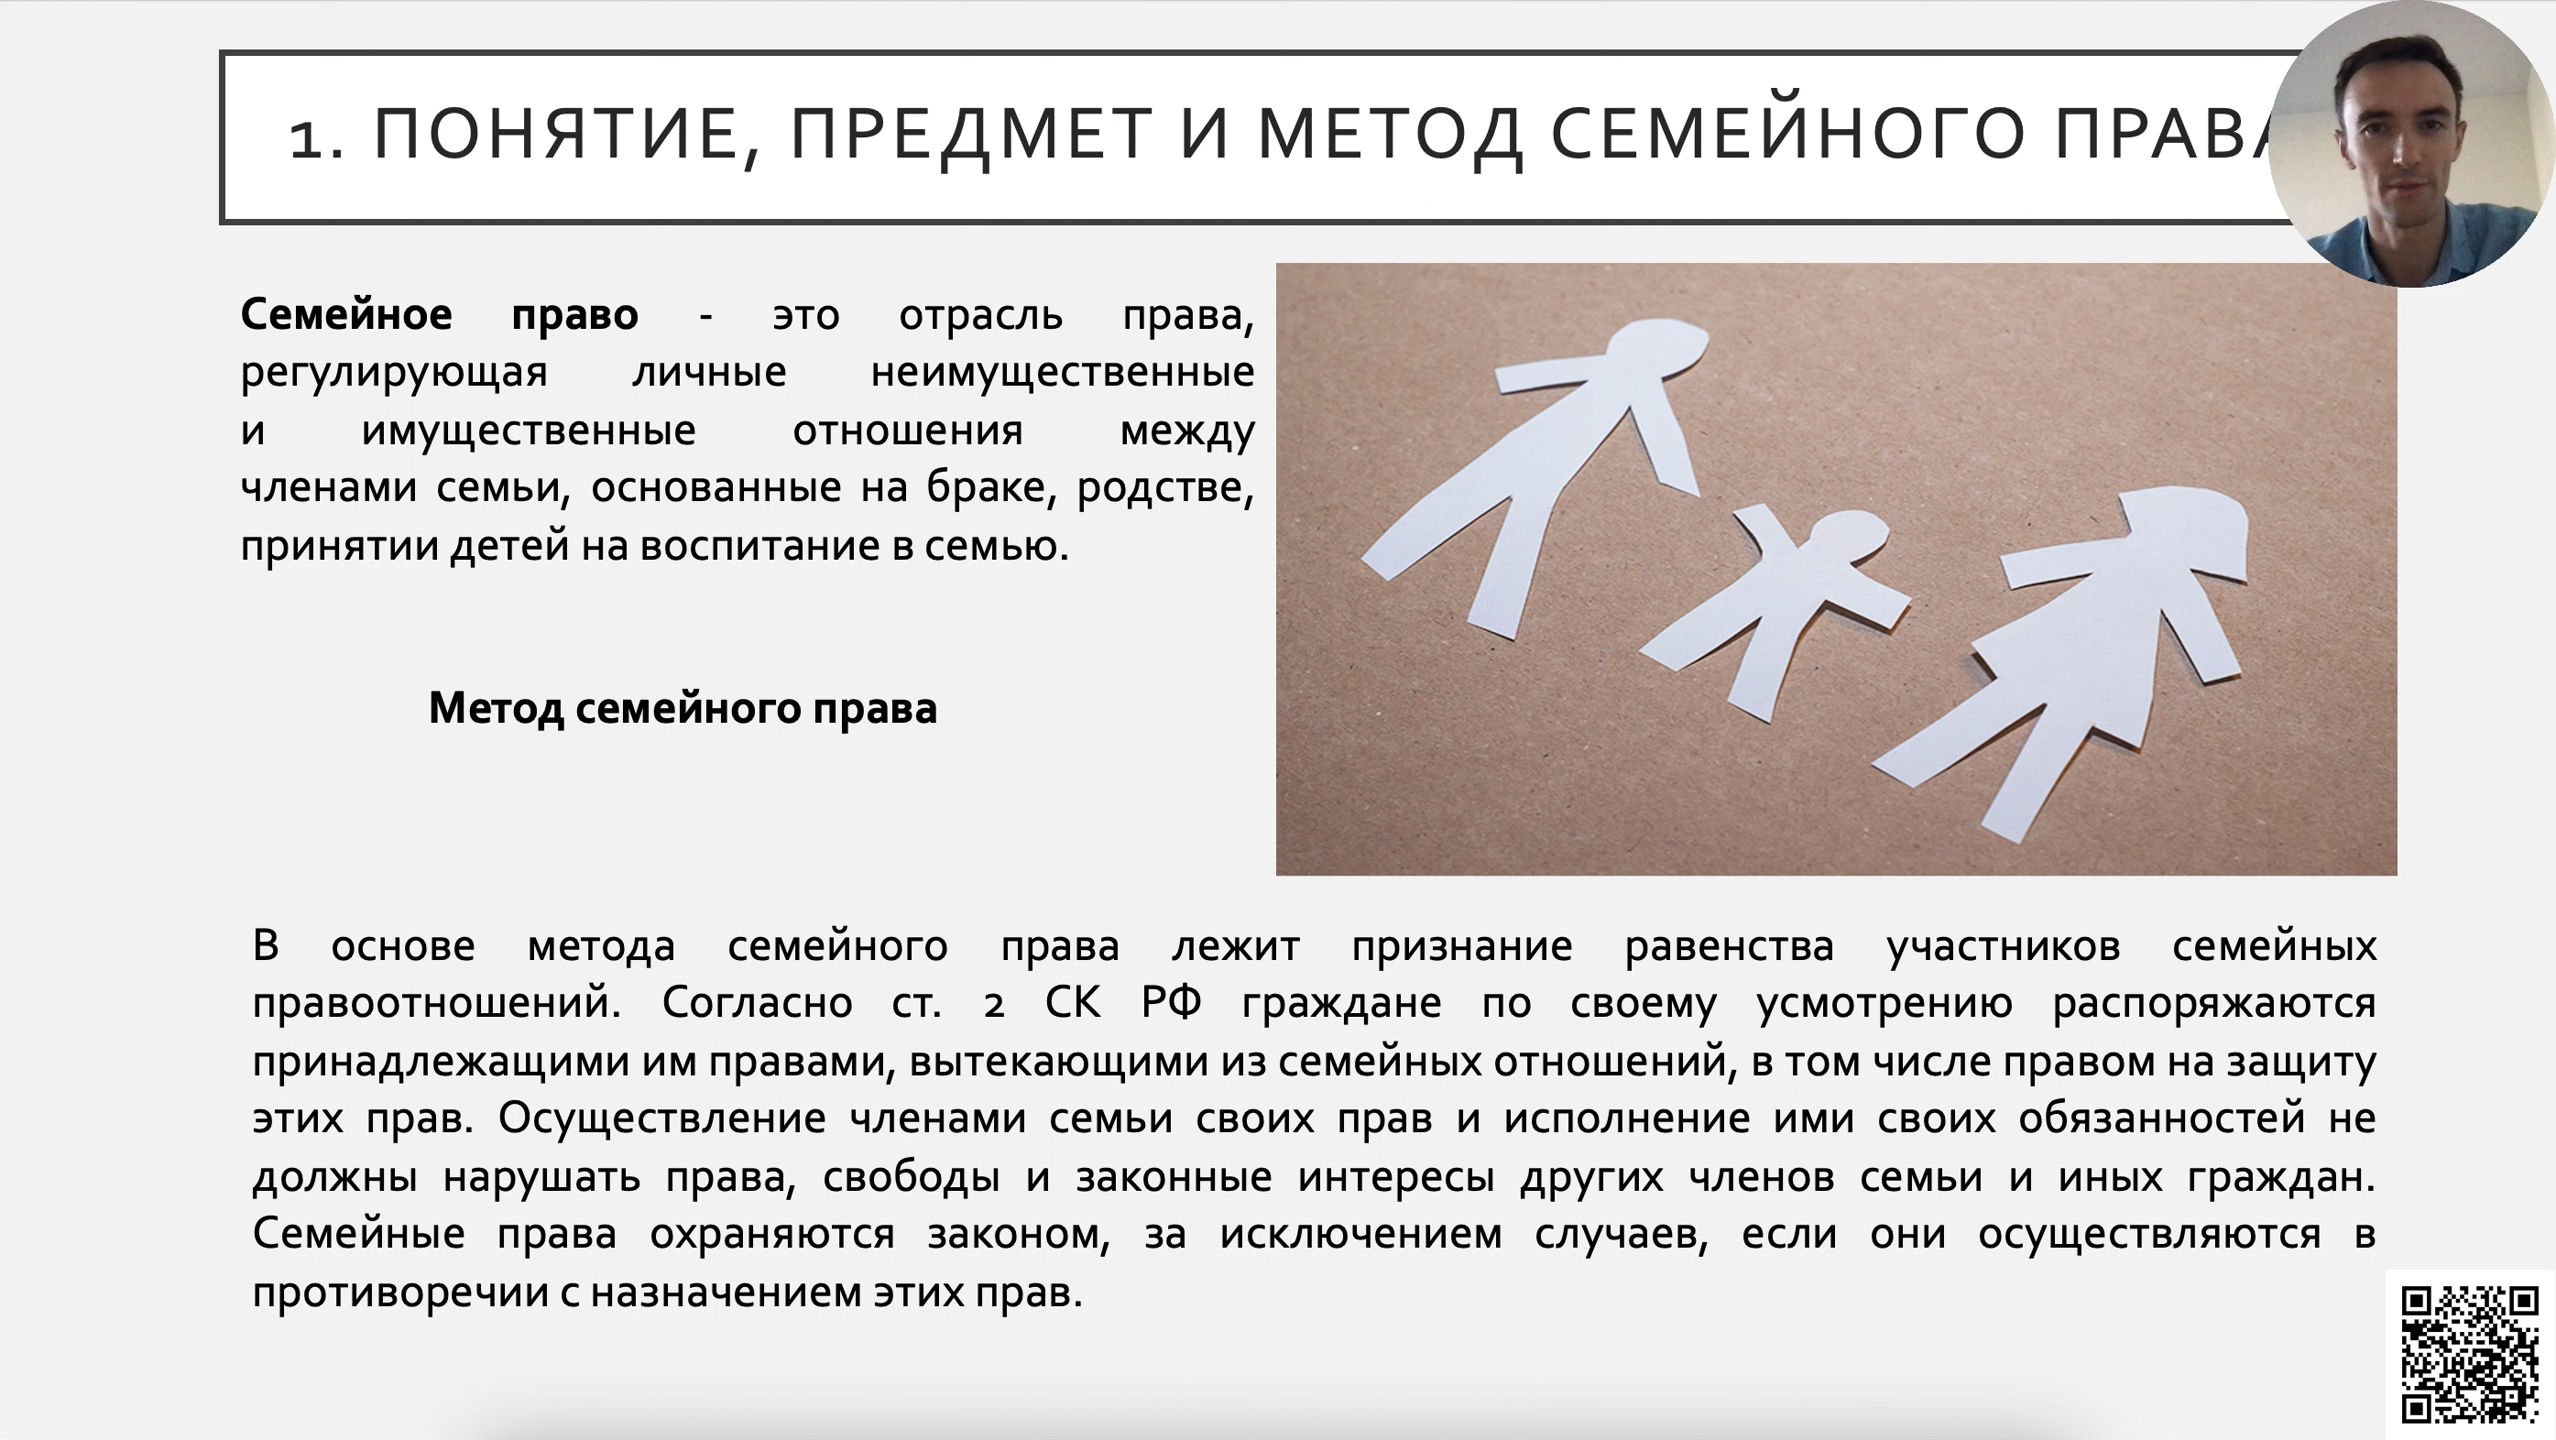 1. ПОНЯТИЕ, ПРЕДМЕТ И МЕТОД СЕМЕЙНОГО ПРАВА
Семейное право - это отрасль права,
регулирующая личные неимущественные
и имущественные отношения между
членами семьи, основанные на браке, родстве,
принятии детей на воспитание в семью.
Метод семейного права
В основе метода семейного права лежит признание равенства участников семейных
правоотношений. Согласно ст. 2 СК РФ граждане по своему усмотрению распоряжаются
принадлежащими им правами, вытекающими из семейных отношений, в том числе правом на защиту
этих прав. Осуществление членами семьи своих прав и исполнение ими своих обязанностей не
должны нарушать права, свободы и законные интересы других членов семьи и иных граждан.
Семейные права охраняются законом, за исключением случаев, если они осуществляются в
противоречии с назначением этих прав.